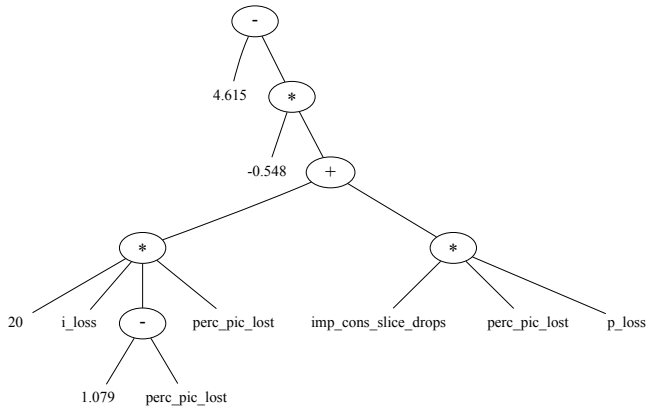 -
4.615 *
-0.548 +
* *
20 i_loss - perc_pic_lost imp_cons_slice_drops perc_pic_lost p_loss
1.079 perc_pic_lost